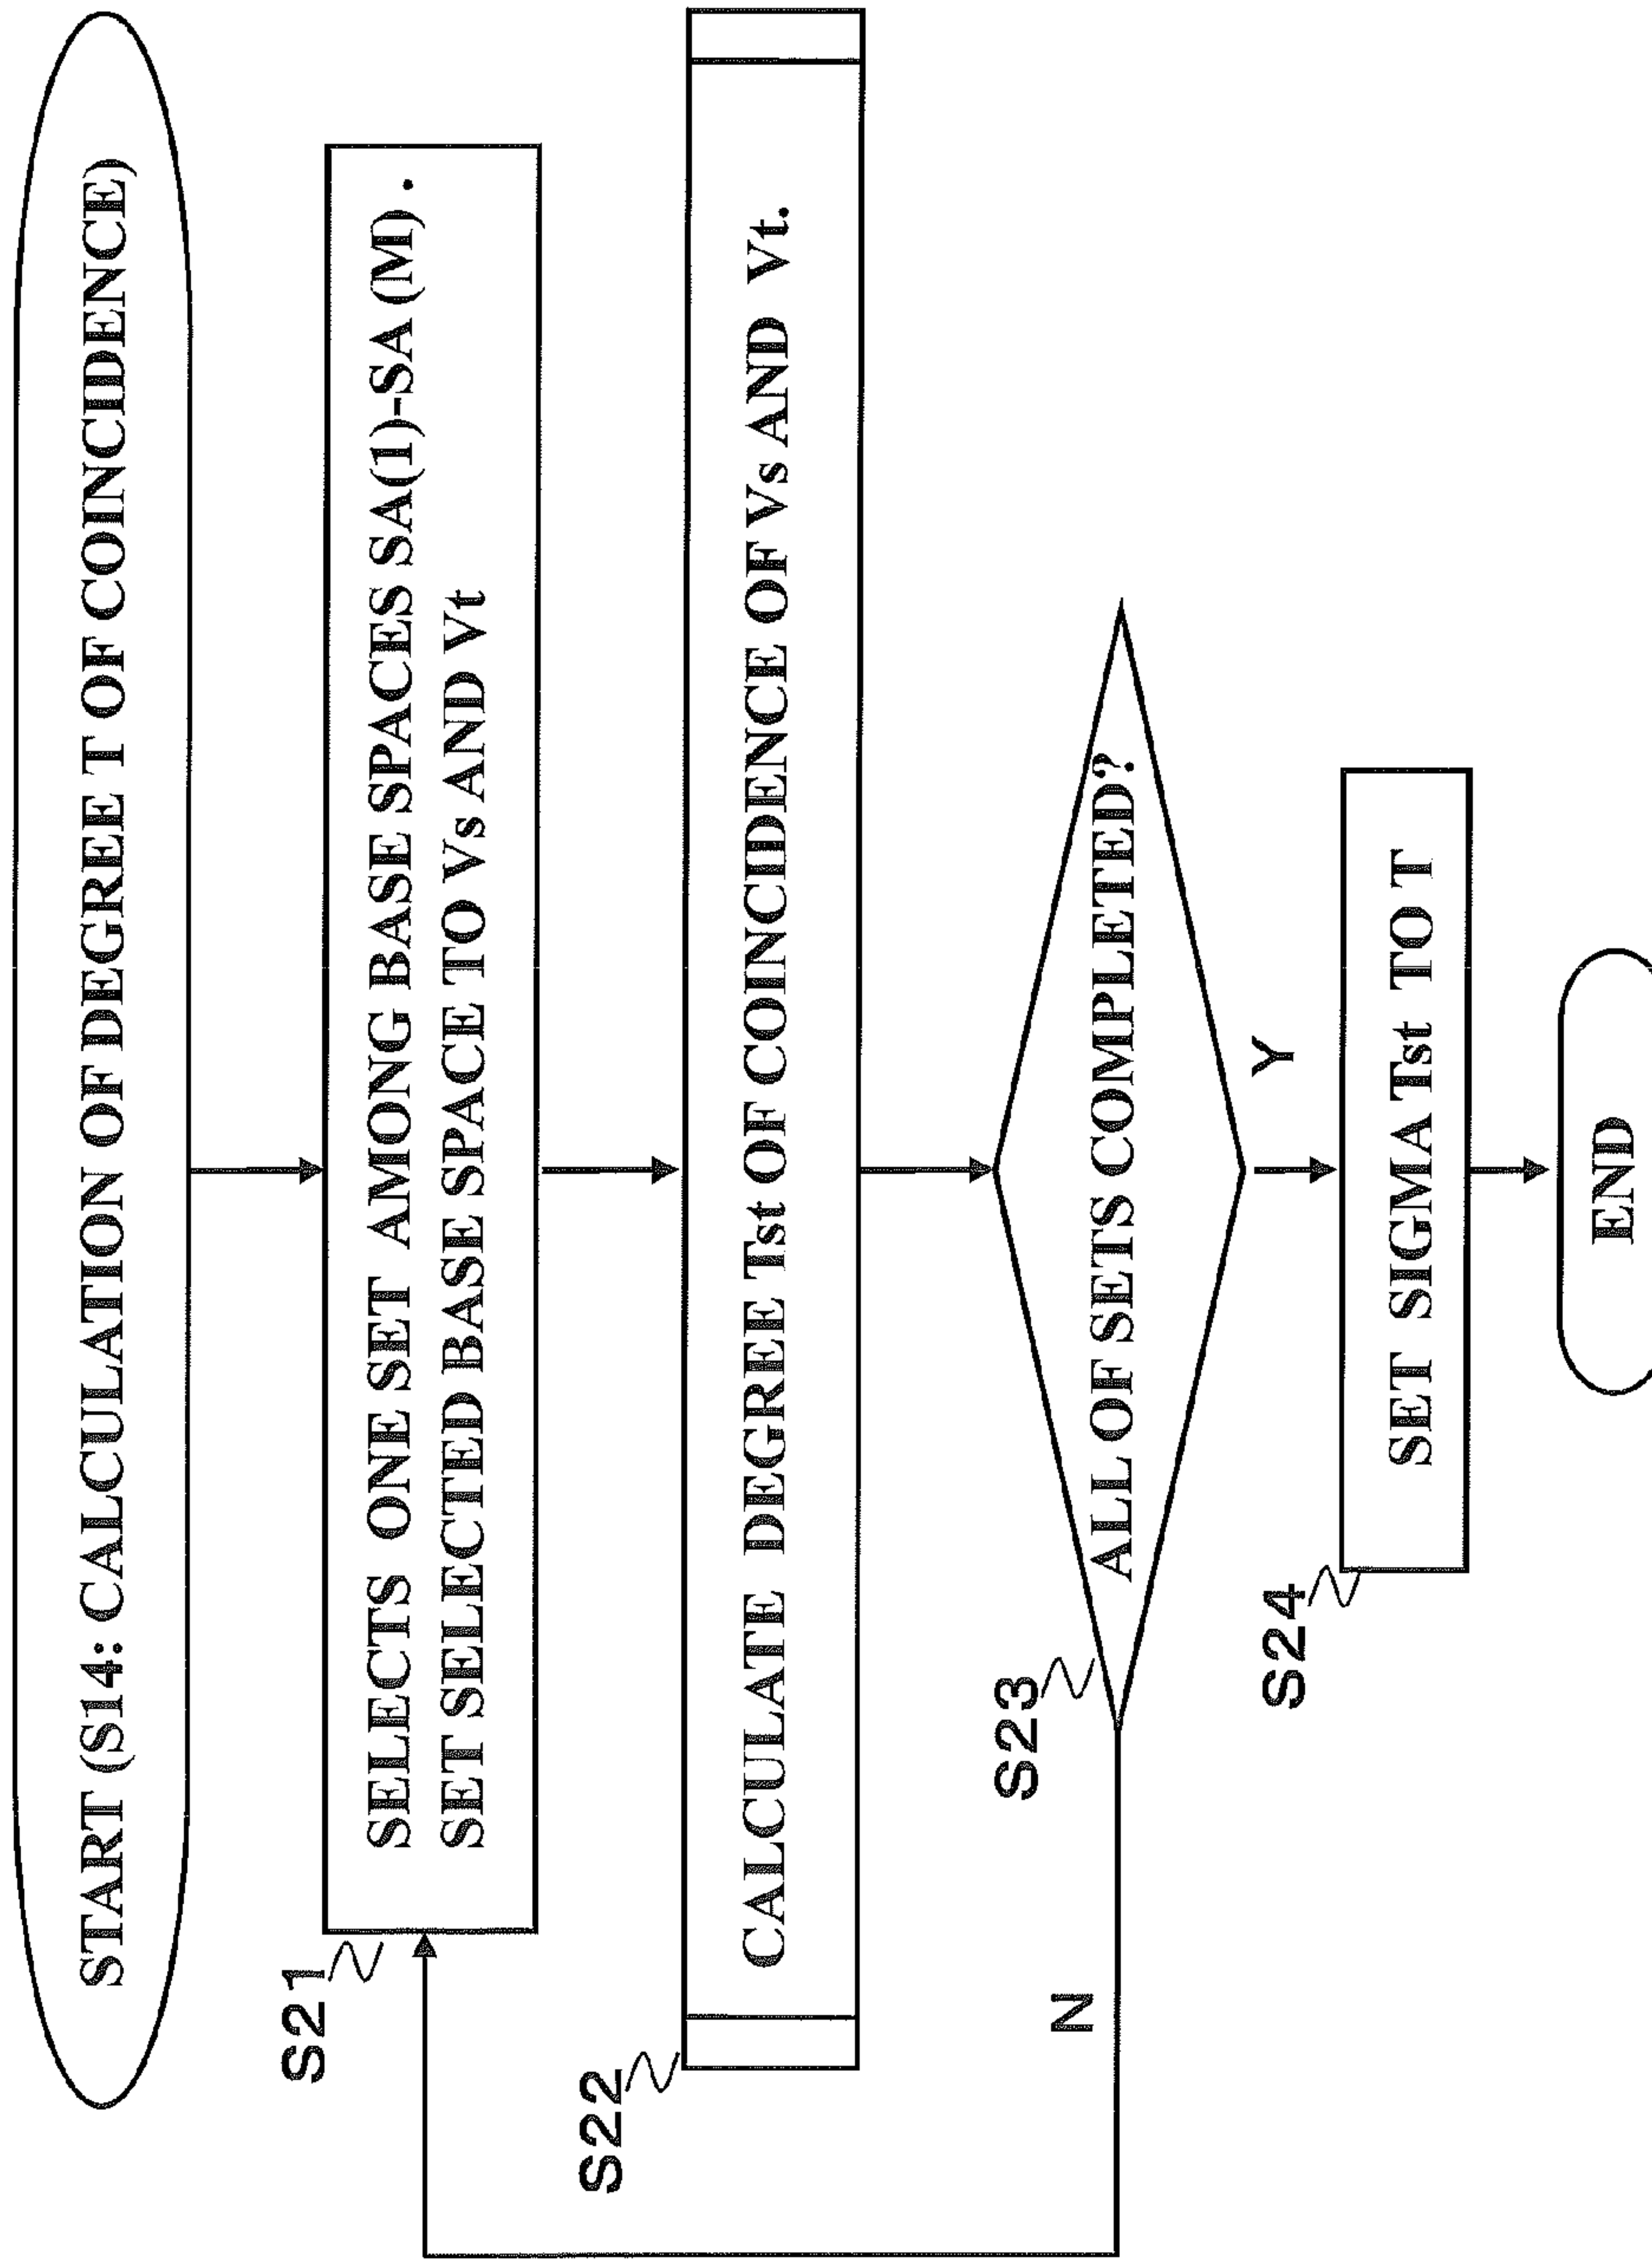 START (S14: CALCULATION OF DEGREE T OF COINCIDENCE)
S21
SELECTS ONE SET AMONG BASE SPACES SA(1)-SA (M) .
SET SELECTED BASE SPACE TO Vs AND Vt
S22
CALCULATE DEGREE Tst OF COINCIDENCE OF Vs AND Vt.
S23
ALL OF SETS COMPLETED?
N
Y
S24
SET SIGMA Tst TO T
END